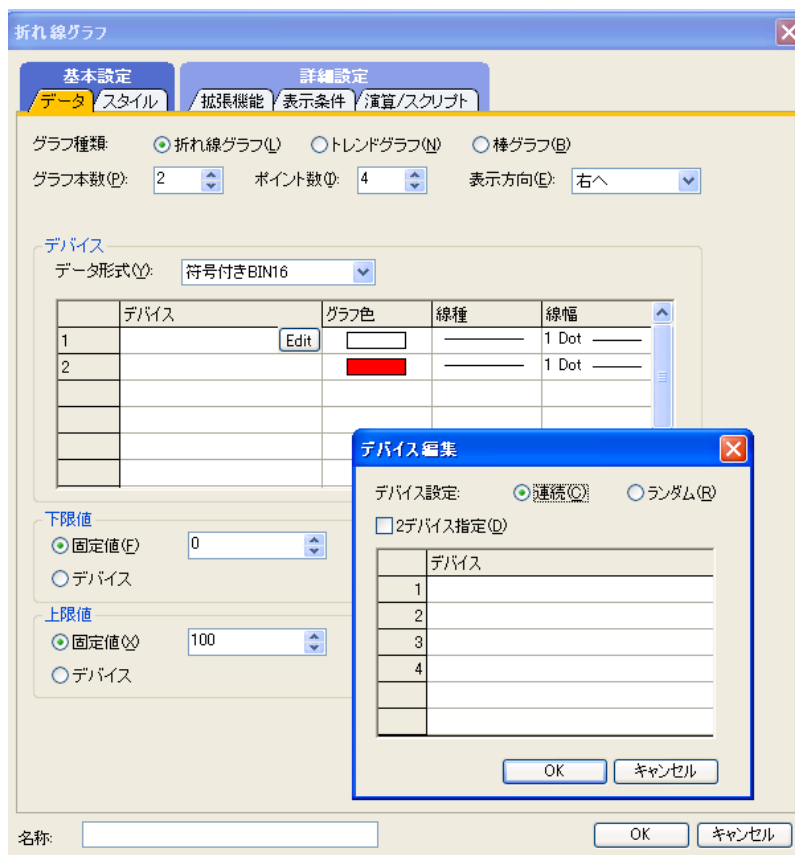 折れ線グラフ
基本設定 詳細設定
データ スタイル 拡張機能 表示条件 演算/スクリプト
グラフ種類: 折れ線グラフ(L) トレンドグラフ(N) 棒グラフ(B)
グラフ本数(P): 2 ポイント数(I): 4 表示方向(E): 右へ
デバイス
データ形式(Y): 符号付きBIN16
デバイス グラフ色 線種 線幅
1 Edit 1 Dot
2 1 Dot
デバイス編集
デバイス設定: 連続(C) ランダム(R)
2デバイス指定(D)
デバイス
1
2
3
4
OK キャンセル
下限値
固定値(F) 0
デバイス
上限値
固定値(X) 100
デバイス
名称: OK キャンセル